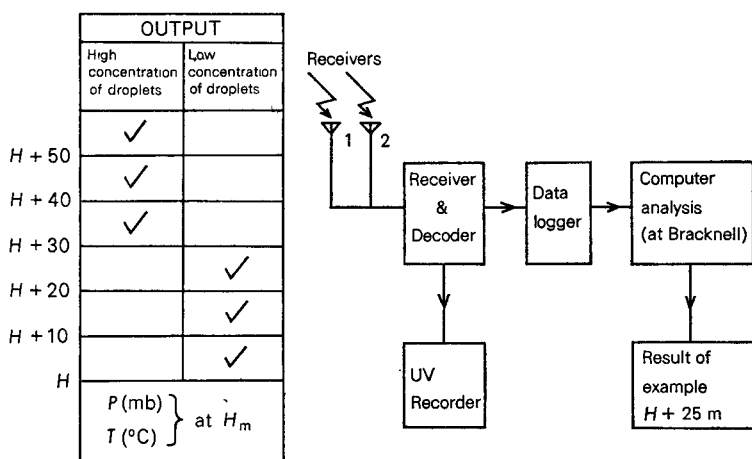 OUTPUT
High
concentration
of droplets
Low
concentration
of droplets
H + 50
H + 40
H + 30
H + 20
H + 10
H
P (mb)
T (°C)
at Hm
Receivers
1
2
Receiver
&
Decoder
Data
logger
Computer
analysis
(at Bracknell)
UV
Recorder
Result of
example
H + 25 m